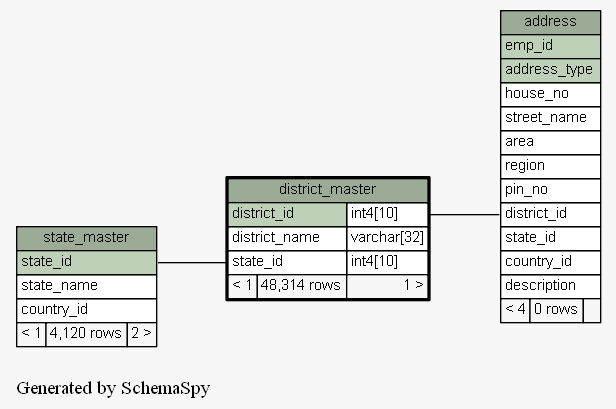 address
emp_id
address_type
house_no
street_name
area
region
pin_no
district_id
state_id
country_id
description
< 4 0 rows
district_master
district_id int4[10]
district_name varchar[32]
state_id int4[10]
< 1 48,314 rows 1 >
state_master
state_id
state_name
country_id
< 1 4,120 rows 2 >
Generated by SchemaSpy